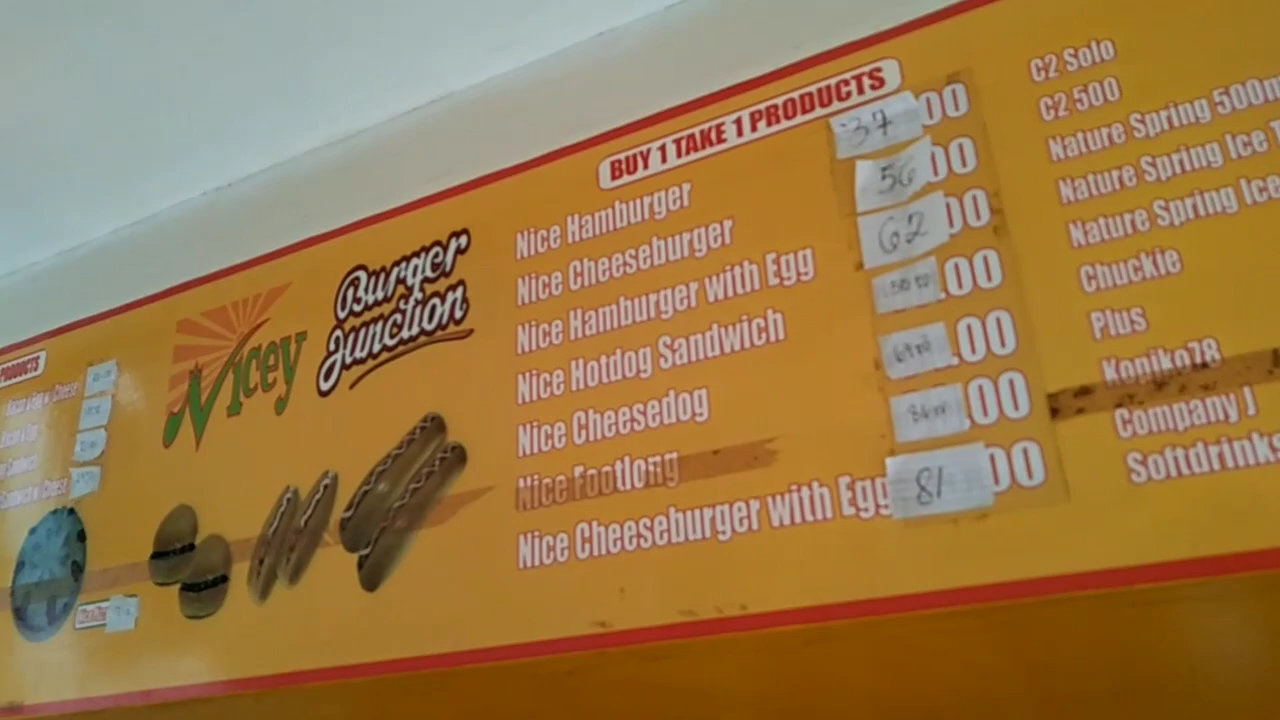 PRODUCTS
Nicey
Burger
Junction
BUY 1 TAKE 1 PRODUCTS
Nice Hamburger 37 00
Nice Cheeseburger 56 00
Nice Hamburger with Egg 62 00
Nice Hotdog Sandwich .00
Nice Cheesedog .00
Nice Footlong .00
Nice Cheeseburger with Egg 81 00
C2 Solo
C2 500
Nature Spring 500m
Nature Spring Ice T
Nature Spring Ice
Chuckie
Plus
Kopiko78
Company J
Softdrinks